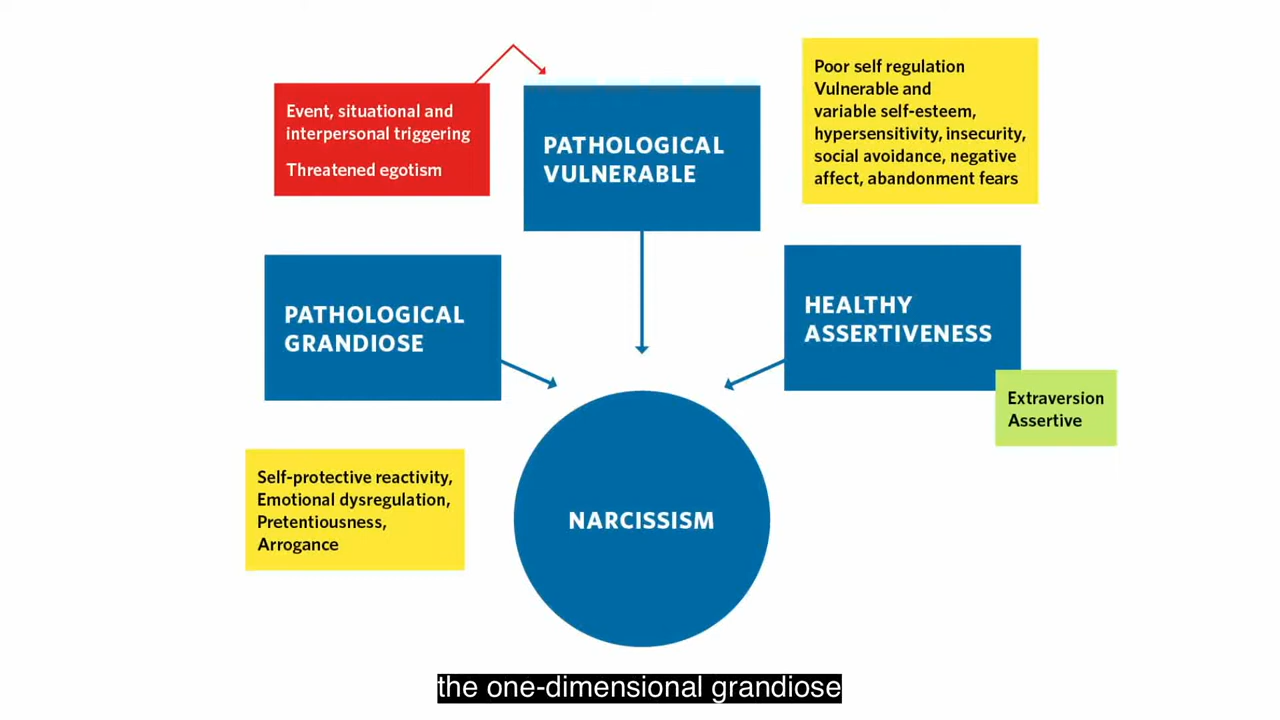 Event, situational and
interpersonal triggering
Threatened egotism
PATHOLOGICAL
VULNERABLE
Poor self regulation
Vulnerable and
variable self-esteem,
hypersensitivity, insecurity,
social avoidance, negative
affect, abandonment fears
PATHOLOGICAL
GRANDIOSE
HEALTHY
ASSERTIVENESS
Extraversion
Assertive
Self-protective reactivity,
Emotional dysregulation,
Pretentiousness,
Arrogance
NARCISSISM
the one-dimensional grandiose